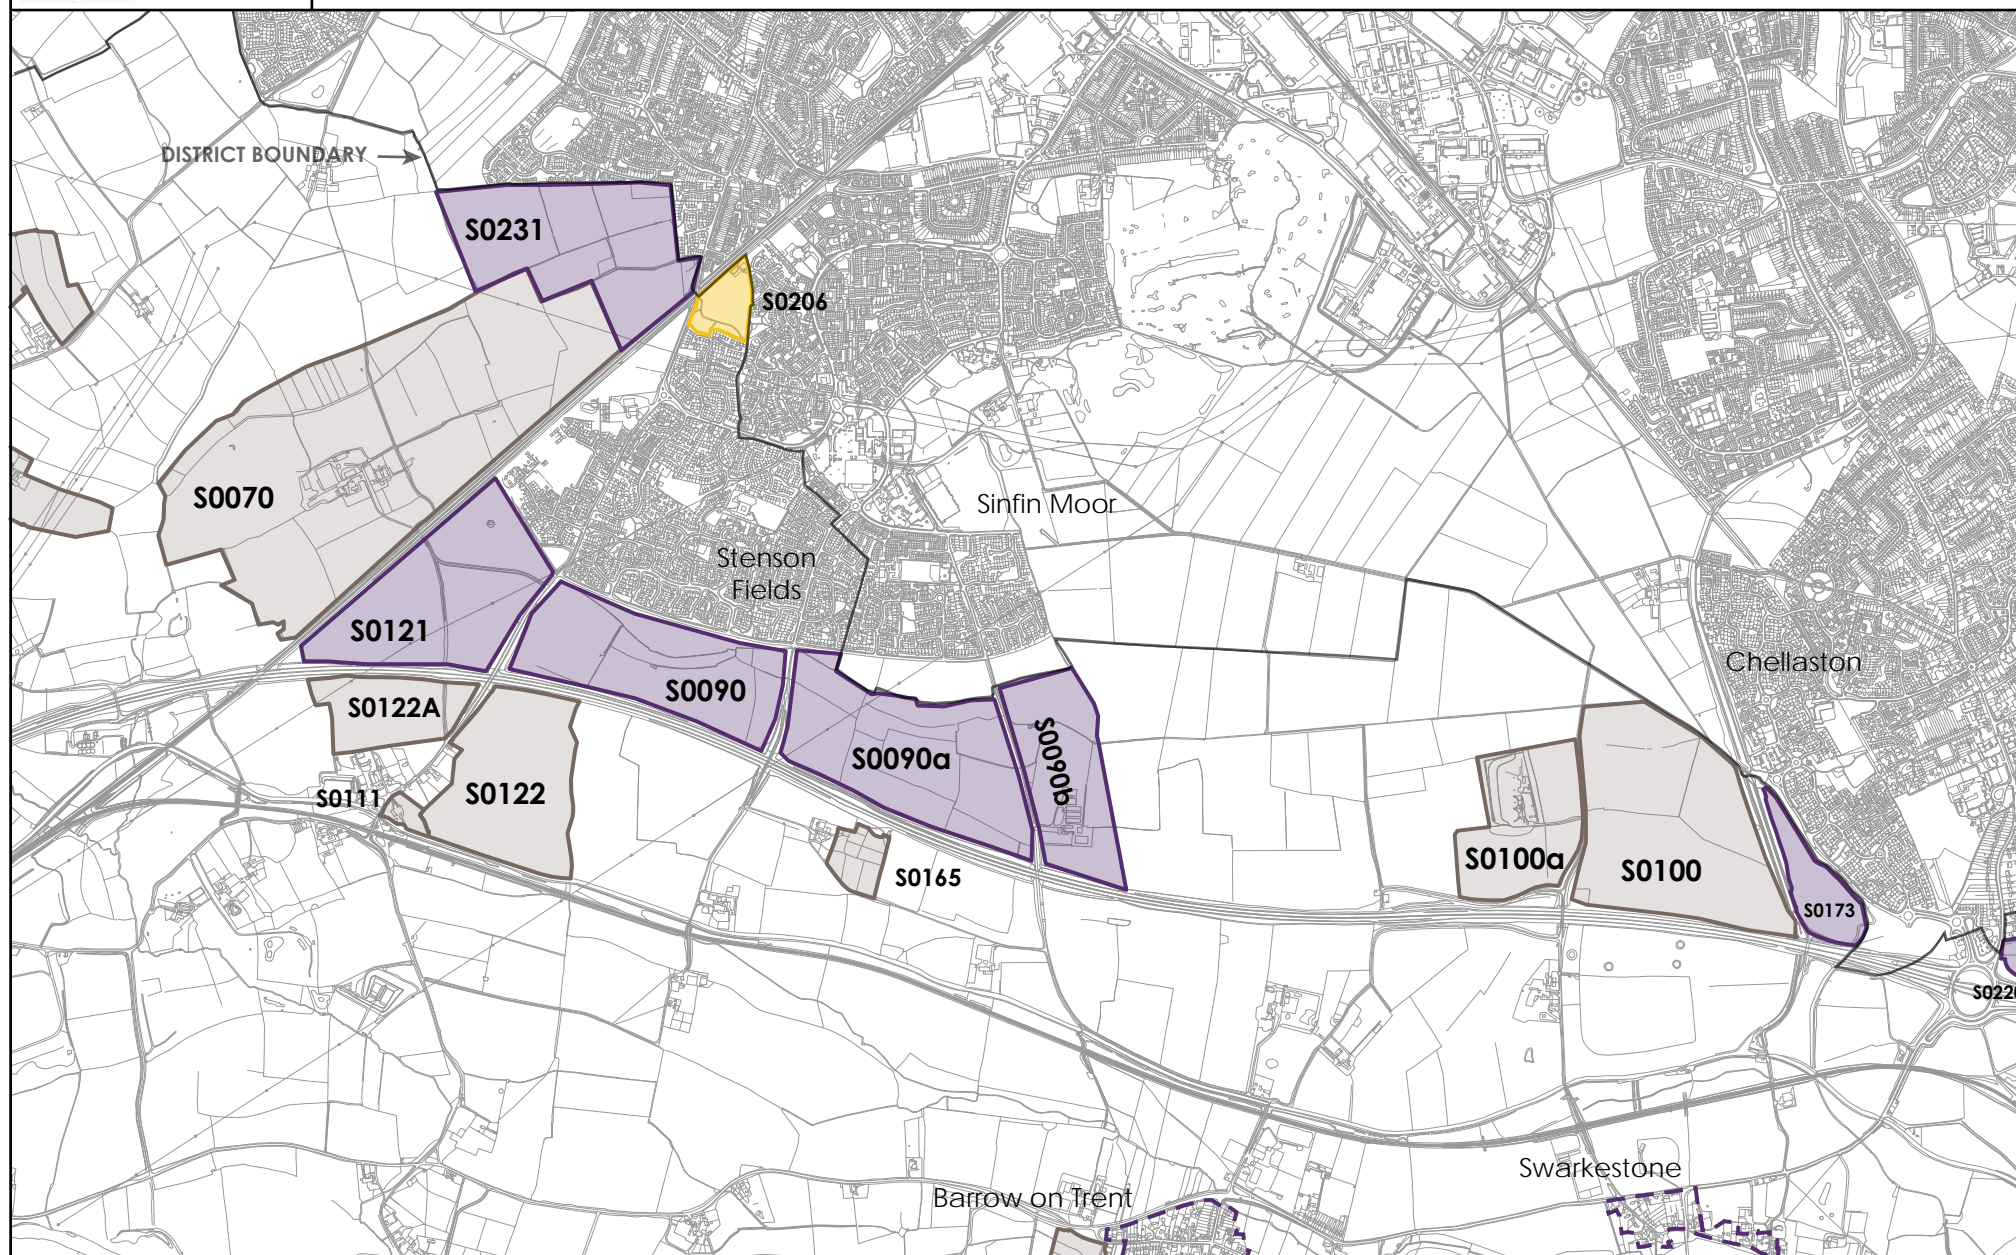 DISTRICT BOUNDARY
S0231
S0206
S0070
Sinfin Moor
Stenson
Fields
S0121
Chellaston
S0090
S0122A
S0090a
S0090b
S0122
S0111
S0100a
S0100
S0165
S0173
S022
Swarkestone
Barrow on Trent